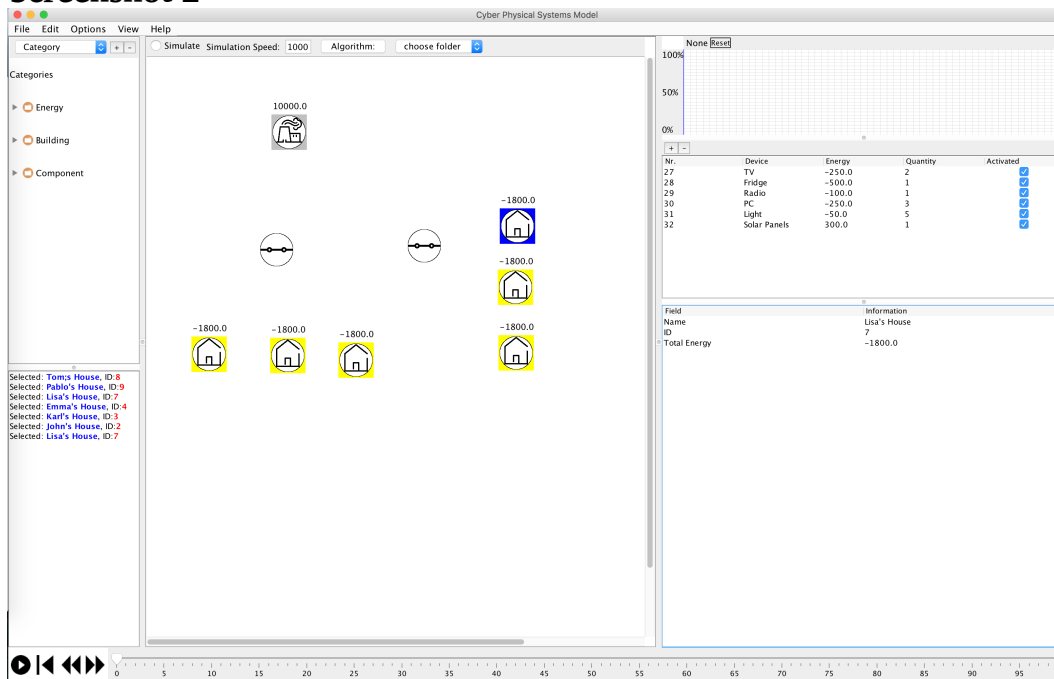 Screenshot 2
Cyber Physical Systems Model
File Edit Options View Help
Category + -
Simulate Simulation Speed: 1000 Algorithm: choose folder
Categories
Energy
Building
Component
10000.0
-1800.0
-1800.0
-1800.0
-1800.0
-1800.0
-1800.0
Selected: Tom;s House, ID:8
Selected: Pablo's House, ID:9
Selected: Lisa's House, ID:7
Selected: Emma's House, ID:4
Selected: Karl's House, ID:3
Selected: John's House, ID:2
Selected: Lisa's House, ID:7
None Reset
100%
50%
0%
+ -
Nr. Device Energy Quantity Activated
27 TV -250.0 2
28 Fridge -500.0 1
29 Radio -100.0 1
30 PC -250.0 3
31 Light -50.0 5
32 Solar Panels 300.0 1
Field Information
Name Lisa's House
ID 7
Total Energy -1800.0
0 5 10 15 20 25 30 35 40 45 50 55 60 65 70 75 80 85 90 95